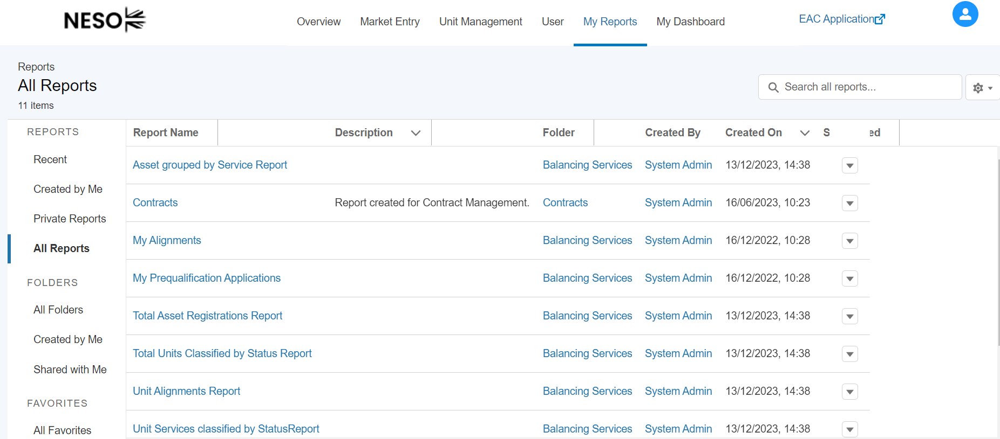 NESO
Overview Market Entry Unit Management User My Reports My Dashboard EAC Application
Reports
All Reports
11 items
Search all reports...
REPORTS
Recent
Created by Me
Private Reports
All Reports
FOLDERS
All Folders
Created by Me
Shared with Me
FAVORITES
All Favorites
Report Name Description Folder Created By Created On S ed
Asset grouped by Service Report Balancing Services System Admin 13/12/2023, 14:38
Contracts Report created for Contract Management. Contracts System Admin 16/06/2023, 10:23
My Alignments Balancing Services System Admin 16/12/2022, 10:28
My Prequalification Applications Balancing Services System Admin 16/12/2022, 10:28
Total Asset Registrations Report Balancing Services System Admin 13/12/2023, 14:38
Total Units Classified by Status Report Balancing Services System Admin 13/12/2023, 14:38
Unit Alignments Report Balancing Services System Admin 13/12/2023, 14:38
Unit Services classified by StatusReport Balancing Services System Admin 13/12/2023, 14:38